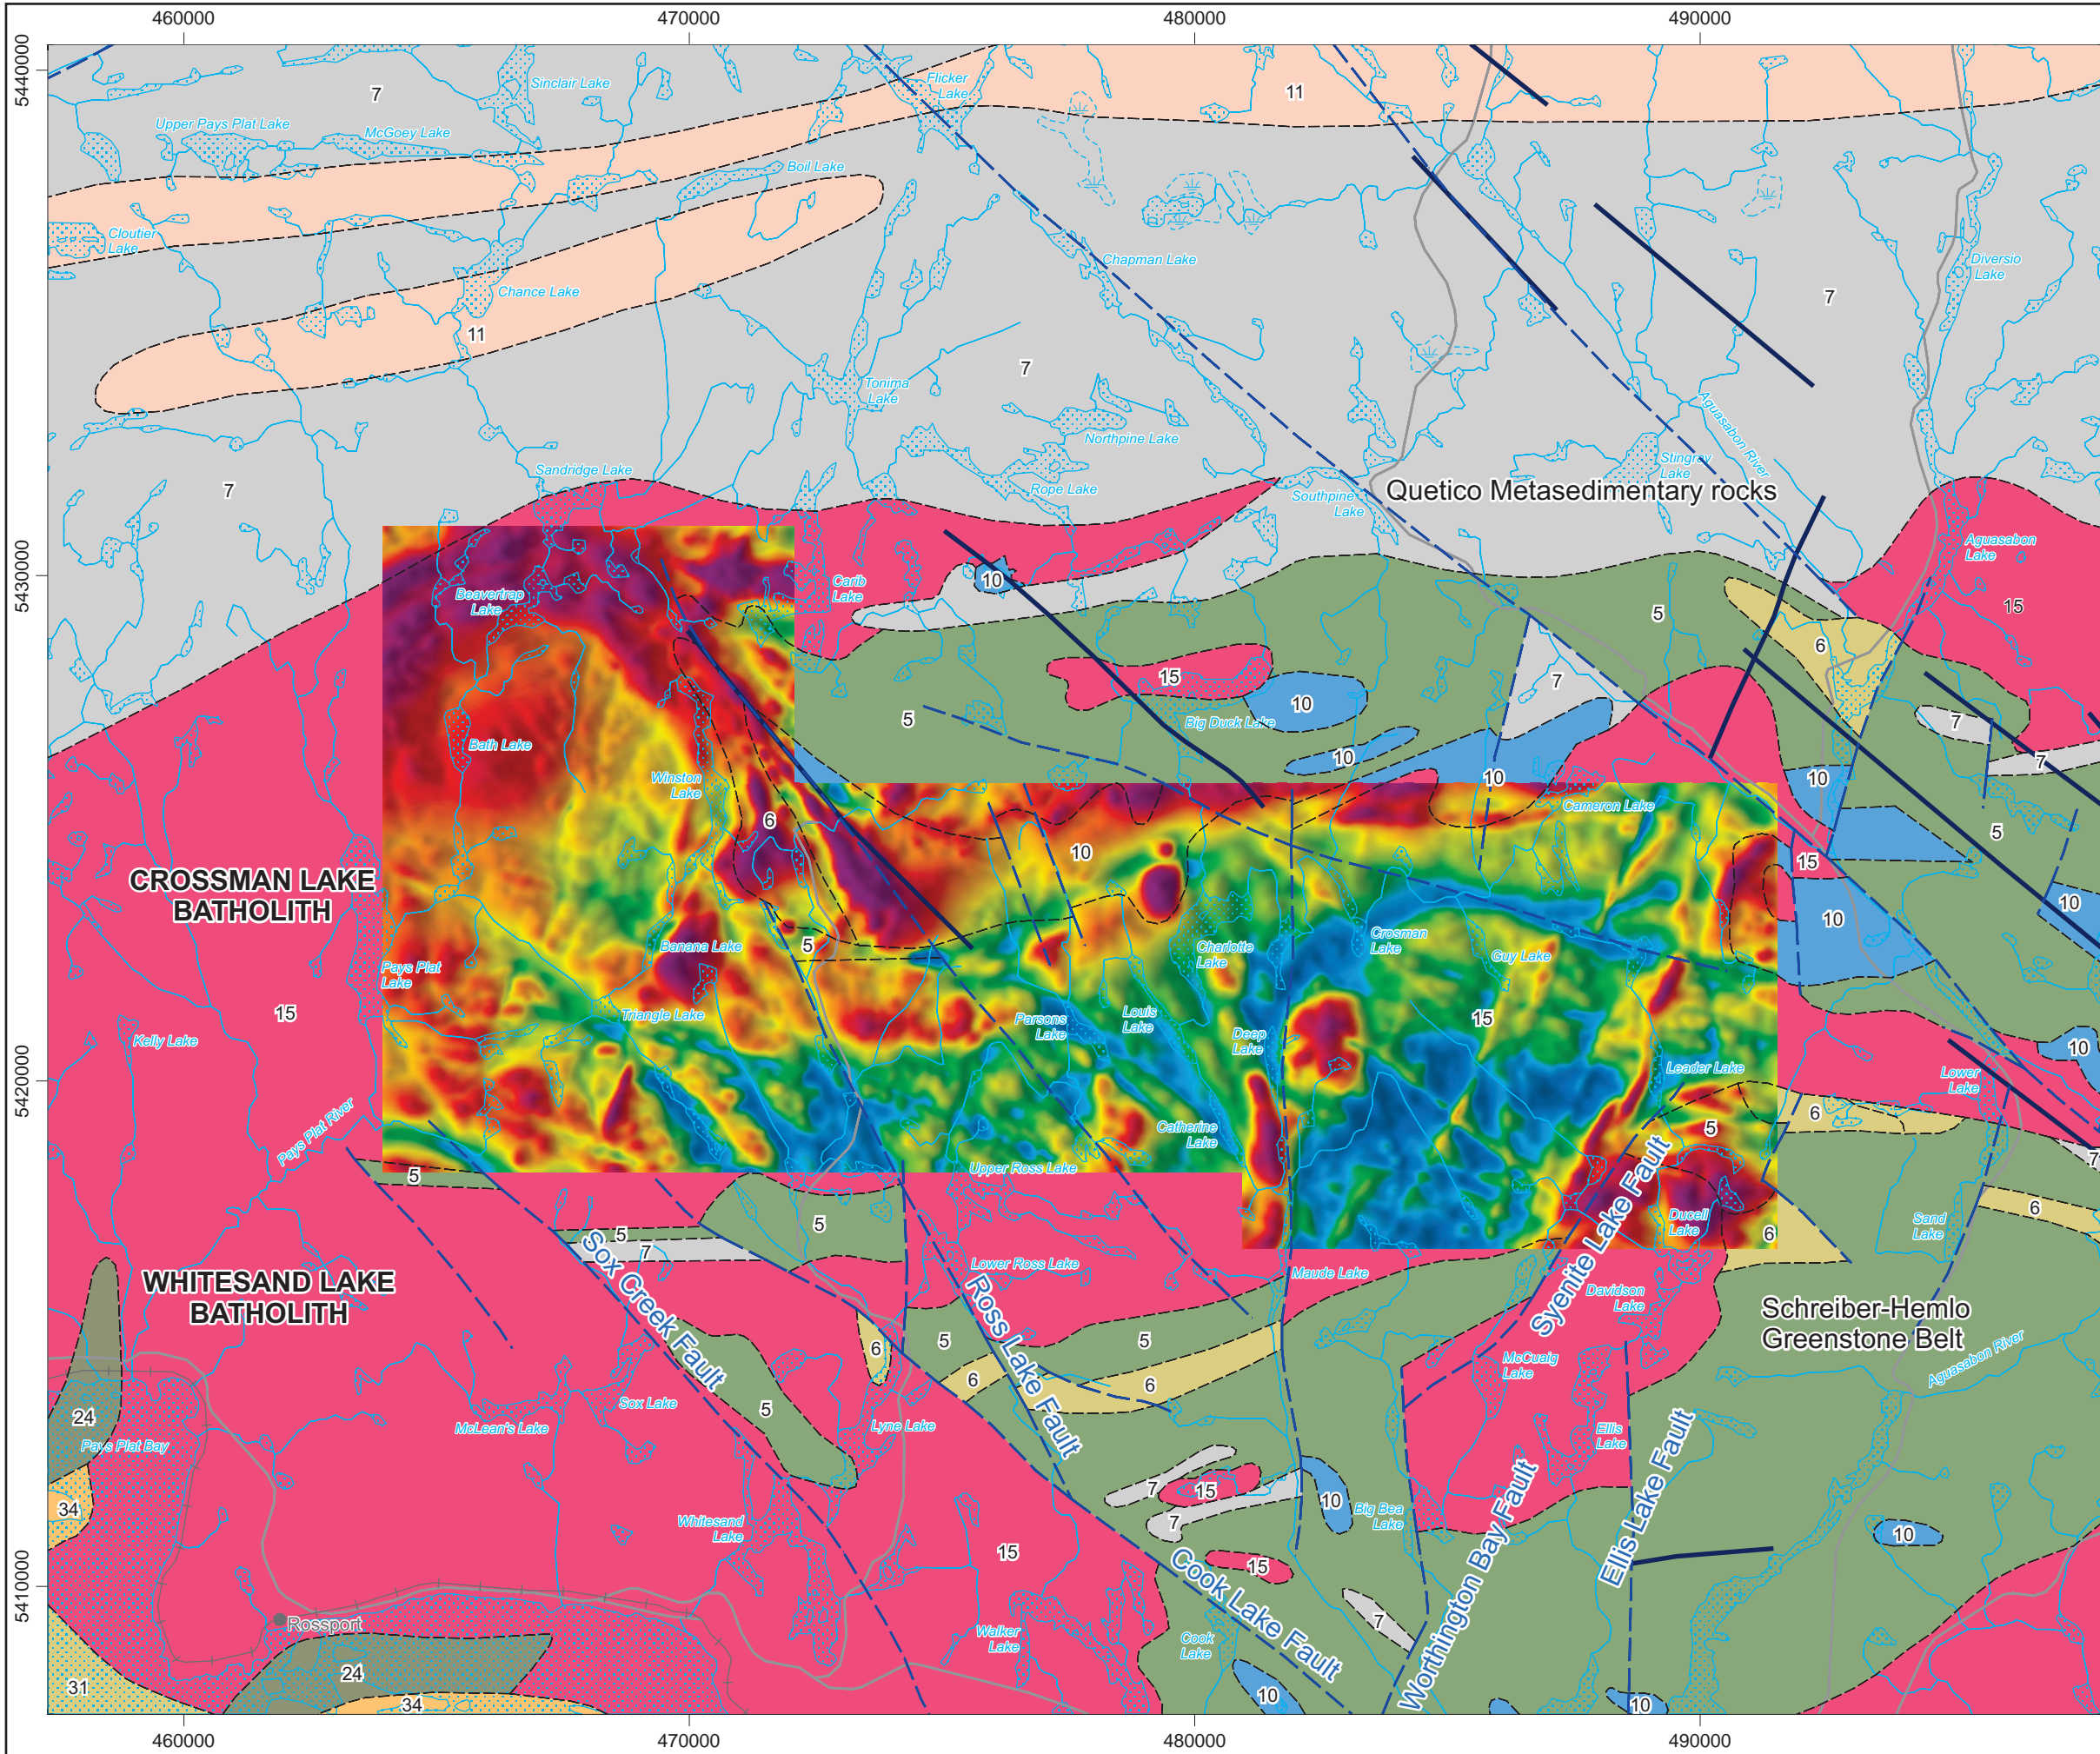 460000 470000 480000 490000
5440000
5430000
5420000
5410000
7
Sinclair Lake
Flicker
Lake
11
Upper Pays Plat Lake
McGoey Lake
Boil Lake
Cloutier
Lake
Chapman Lake
Diversio
Lake
Chance Lake
7
11
7
Tonima
Lake
Aguasabon River
Northpine Lake
Stingray
Lake
Sandridge Lake
7
Rope Lake
Southpine
Lake
Quetico Metasedimentary rocks
Aguasabon
Lake
Carib
Lake
10
Beavertrap
Lake
15
5
6
15
7
10
5
Big Duck Lake
7
Bath Lake
10
7
Winston
Lake
10
10
Cameron Lake
6
5
10
15
CROSSMAN LAKE
BATHOLITH
10
10
Banana Lake
5
Charlotte
Lake
Crosman
Lake
Guy Lake
Pays Plat
Lake
15
Triangle Lake
Parsons
Lake
Louis
Lake
15
Deep
Lake
Kelly Lake
10
Leader Lake
Lower
Lake
Pays Plat River
6
Catherine
Lake
5
7
Upper Ross Lake
5
Syenite Lake Fault
6
5
5
7
Ducell
Lake
6
Sand
Lake
Sox Creek Fault
Lower Ross Lake
Maude Lake
WHITESAND LAKE
BATHOLITH
Ross Lake Fault
Davidson
Lake
Schreiber-Hemlo
Greenstone Belt
6
5
5
McCuaig
Lake
Aguasabon River
6
6
5
Sox Lake
24
McLean's Lake
Lyne Lake
Ellis
Lake
Pays Plat Bay
7
15
34
10
Big Bea
Lake
Whitesand
Lake
7
10
15
Cook Lake Fault
15
Worthington Bay Fault
Ellis Lake Fault
Rossport
7
Walker
Lake
Cook
Lake
24
31
34
10
10
460000 470000 480000 490000